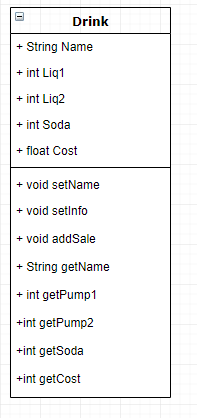 Drink
+ String Name
+ int Liq1
+ int Liq2
+ int Soda
+ float Cost
+ void setName
+ void setInfo
+ void addSale
+ String getName
+ int getPump1
+int getPump2
+int getSoda
+int getCost